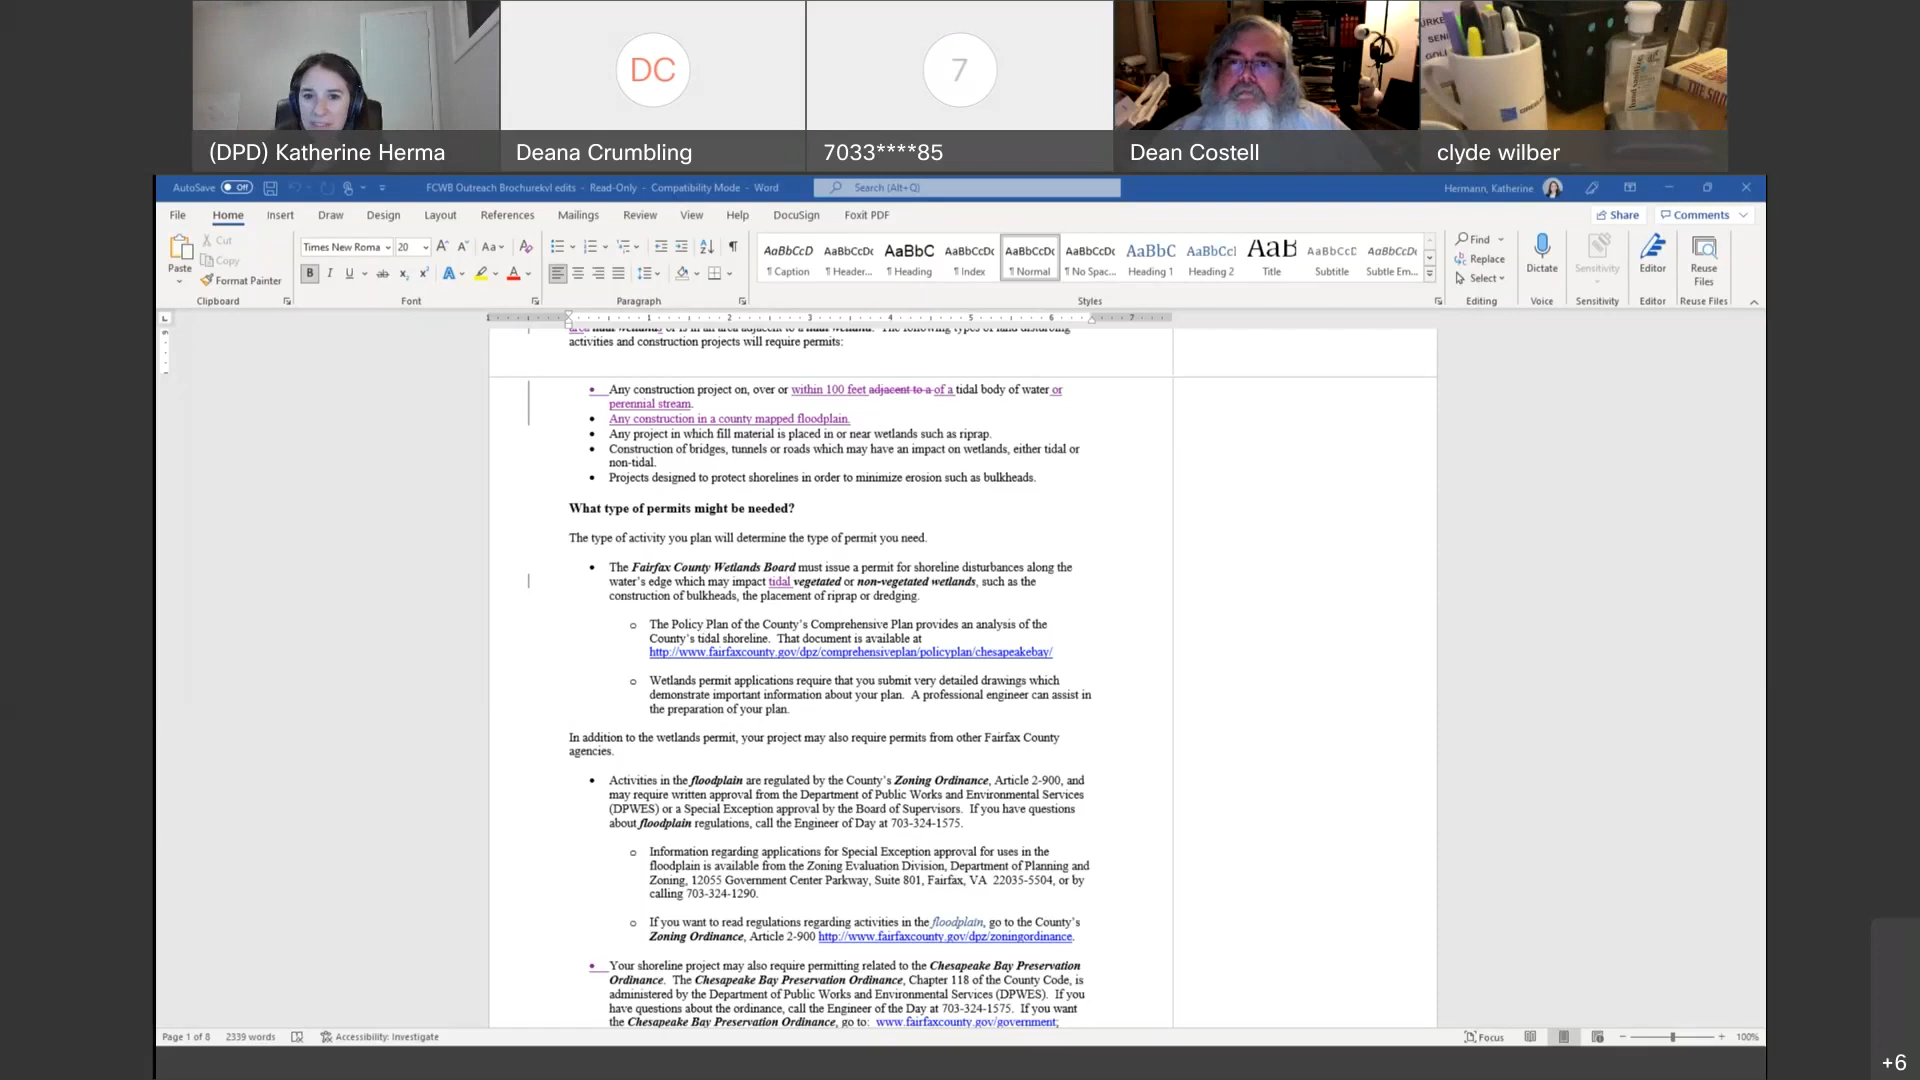 DC
7
(DPD) Katherine Herma
Deana Crumbling
7033****85
Dean Costell
clyde wilber
AutoSave Off
FCWB Outreach Brochurekvl edits - Read-Only - Compatibility Mode - Word
Search (Alt+Q)
Hermann, Katherine
File Home Insert Draw Design Layout References Mailings Review View Help DocuSign Foxit PDF
Share Comments
Paste
Cut
Copy
Format Painter
Clipboard
Times New Roma 20
Font
Paragraph
AaBbCcD AaBbCcDc AaBbC AaBbCcDc AaBbCcDc AaBbCcDc AaBbC AaBbCcI AaB AaBbCcD AaBbCcDc
¶ Caption ¶ Header... ¶ Heading ¶ Index ¶ Normal ¶ No Spac... Heading 1 Heading 2 Title Subtitle Subtle Em...
Styles
Find
Replace
Select
Editing
Dictate
Voice
Sensitivity
Sensitivity
Editor
Editor
Reuse Files
Reuse Files
activities and construction projects will require permits:
• Any construction project on, over or within 100 feet adjacent to a of a tidal body of water or
perennial stream.
• Any construction in a county mapped floodplain.
• Any project in which fill material is placed in or near wetlands such as riprap.
• Construction of bridges, tunnels or roads which may have an impact on wetlands, either tidal or
non-tidal.
• Projects designed to protect shorelines in order to minimize erosion such as bulkheads.
What type of permits might be needed?
The type of activity you plan will determine the type of permit you need.
• The Fairfax County Wetlands Board must issue a permit for shoreline disturbances along the
water's edge which may impact tidal vegetated or non-vegetated wetlands, such as the
construction of bulkheads, the placement of riprap or dredging.
o The Policy Plan of the County's Comprehensive Plan provides an analysis of the
County's tidal shoreline. That document is available at
http://www.fairfaxcounty.gov/dpz/comprehensiveplan/policyplan/chesapeakebay/
o Wetlands permit applications require that you submit very detailed drawings which
demonstrate important information about your plan. A professional engineer can assist in
the preparation of your plan.
In addition to the wetlands permit, your project may also require permits from other Fairfax County
agencies.
• Activities in the floodplain are regulated by the County's Zoning Ordinance, Article 2-900, and
may require written approval from the Department of Public Works and Environmental Services
(DPWES) or a Special Exception approval by the Board of Supervisors. If you have questions
about floodplain regulations, call the Engineer of Day at 703-324-1575.
o Information regarding applications for Special Exception approval for uses in the
floodplain is available from the Zoning Evaluation Division, Department of Planning and
Zoning, 12055 Government Center Parkway, Suite 801, Fairfax, VA 22035-5504, or by
calling 703-324-1290.
o If you want to read regulations regarding activities in the floodplain, go to the County's
Zoning Ordinance, Article 2-900 http://www.fairfaxcounty.gov/dpz/zoningordinance.
• Your shoreline project may also require permitting related to the Chesapeake Bay Preservation
Ordinance. The Chesapeake Bay Preservation Ordinance, Chapter 118 of the County Code, is
administered by the Department of Public Works and Environmental Services (DPWES). If you
have questions about the ordinance, call the Engineer of the Day at 703-324-1575. If you want
the Chesapeake Bay Preservation Ordinance, go to: www.fairfaxcounty.gov/government;
Page 1 of 8 2339 words Accessibility: Investigate
Focus 100%
+6